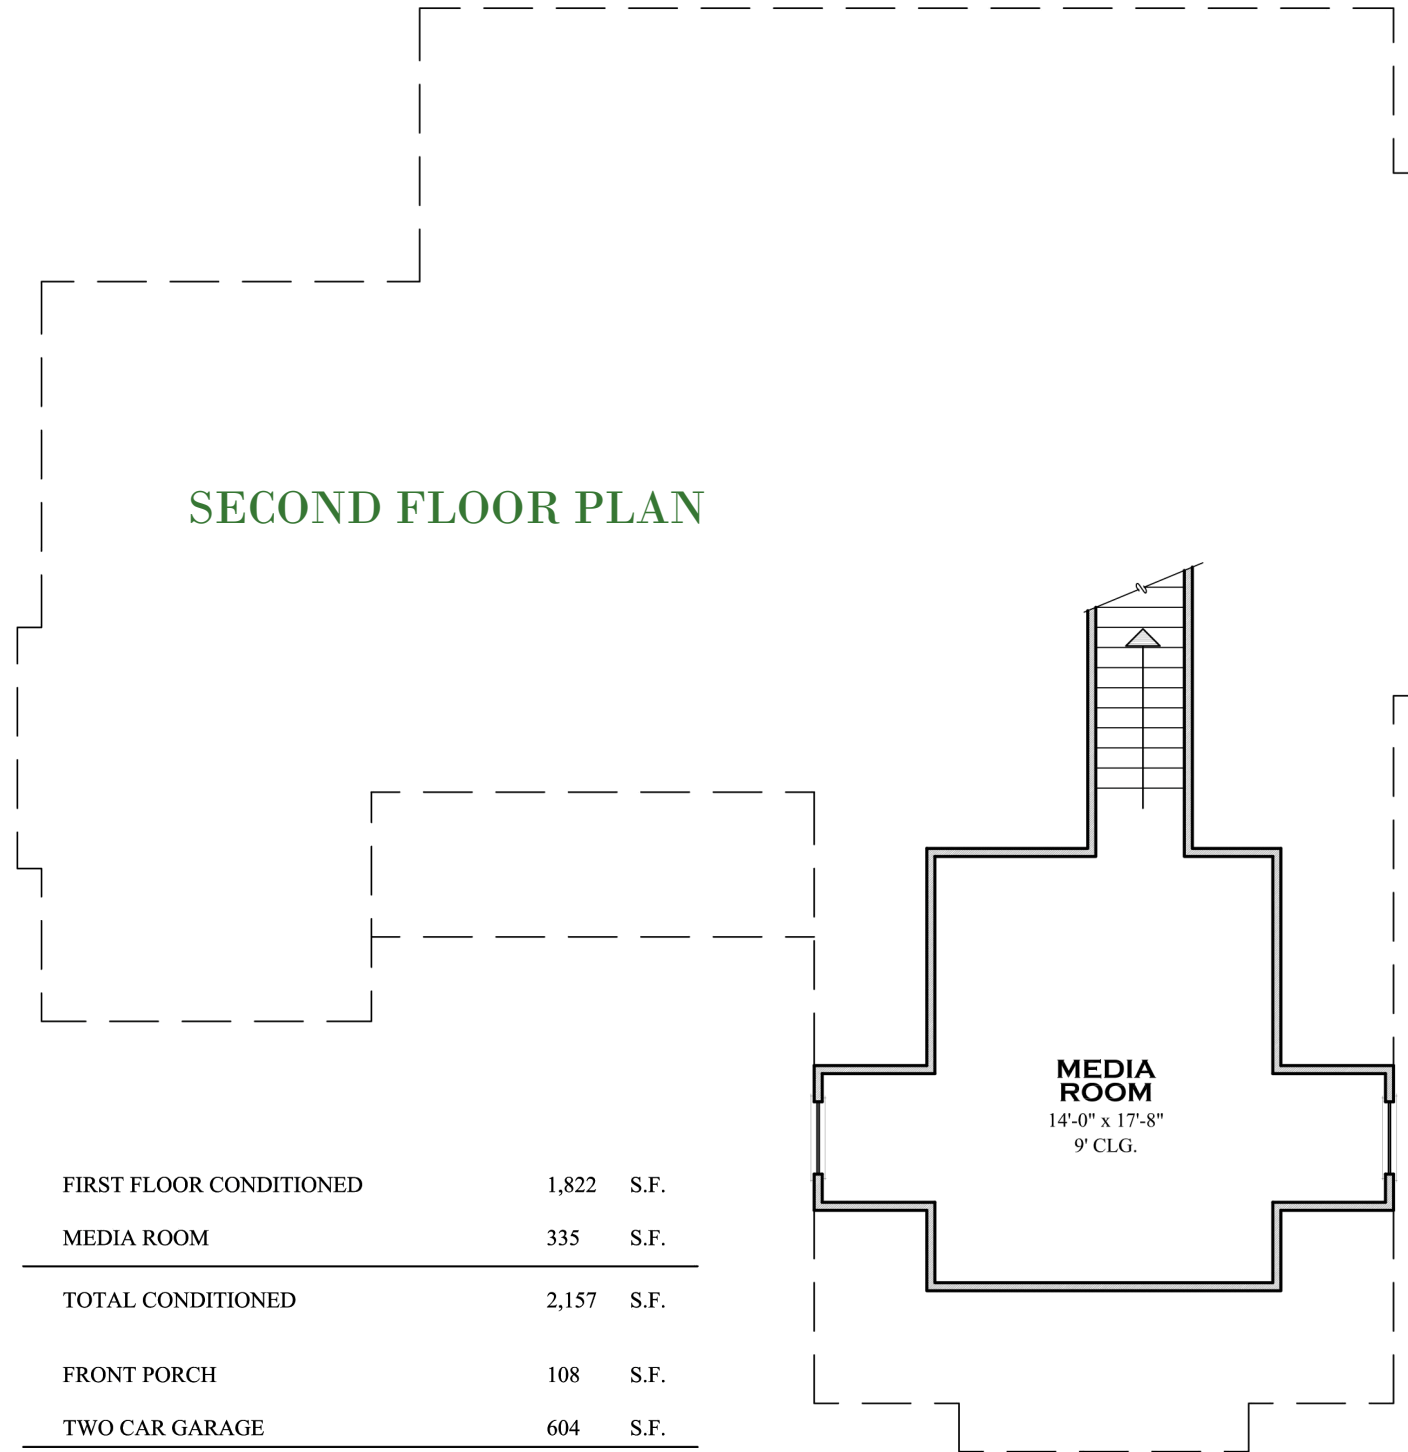 SECOND FLOOR PLAN
MEDIA
ROOM
14'-0" x 17'-8"
9' CLG.
FIRST FLOOR CONDITIONED 1,822 S.F.
MEDIA ROOM 335 S.F.
TOTAL CONDITIONED 2,157 S.F.
FRONT PORCH 108 S.F.
TWO CAR GARAGE 604 S.F.